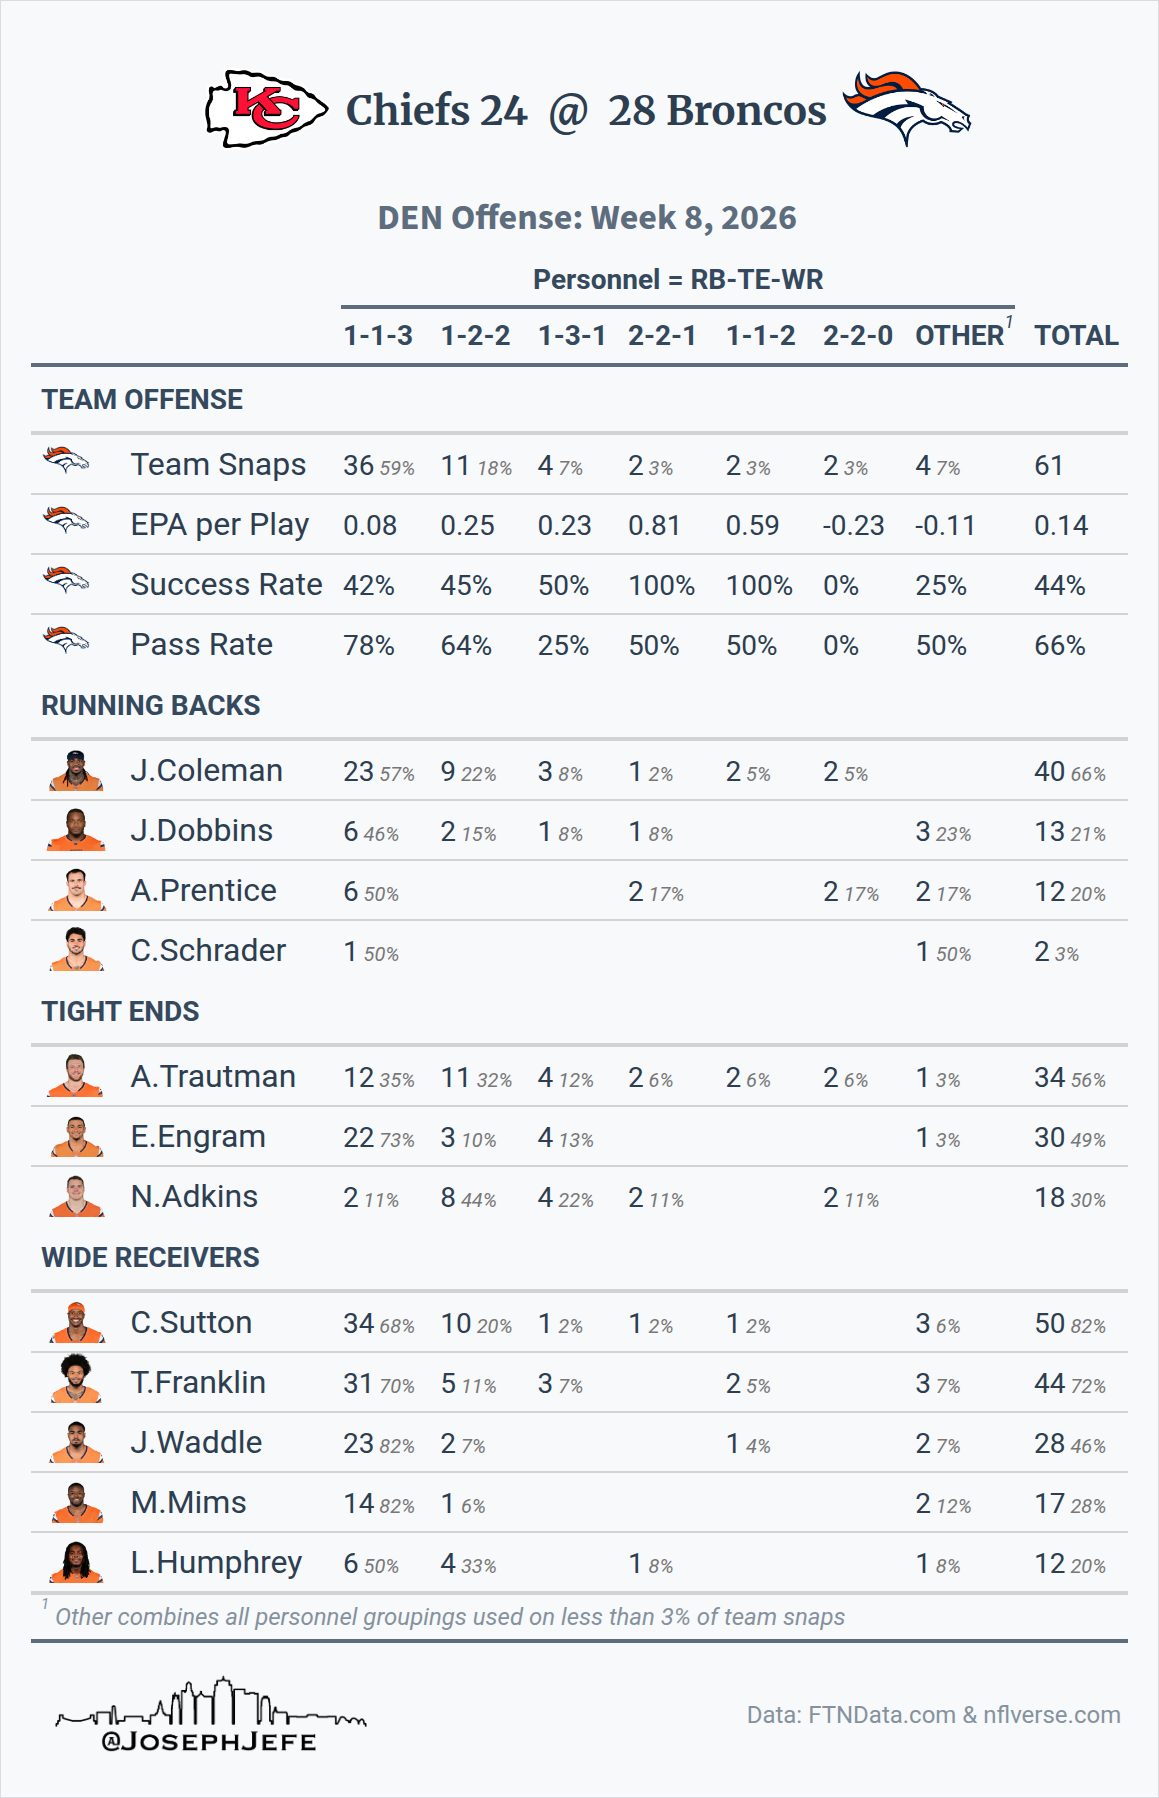 KC Chiefs 24 @ 28 Broncos
DEN Offense: Week 8, 2026
Personnel = RB-TE-WR
1-1-3 1-2-2 1-3-1 2-2-1 1-1-2 2-2-0 OTHER1 TOTAL
TEAM OFFENSE
Team Snaps 36 59% 11 18% 4 7% 2 3% 2 3% 2 3% 4 7% 61
EPA per Play 0.08 0.25 0.23 0.81 0.59 -0.23 -0.11 0.14
Success Rate 42% 45% 50% 100% 100% 0% 25% 44%
Pass Rate 78% 64% 25% 50% 50% 0% 50% 66%
RUNNING BACKS
J.Coleman 23 57% 9 22% 3 8% 1 2% 2 5% 2 5% 40 66%
J.Dobbins 6 46% 2 15% 1 8% 1 8% 3 23% 13 21%
A.Prentice 6 50% 2 17% 2 17% 2 17% 12 20%
C.Schrader 1 50% 1 50% 2 3%
TIGHT ENDS
A.Trautman 12 35% 11 32% 4 12% 2 6% 2 6% 2 6% 1 3% 34 56%
E.Engram 22 73% 3 10% 4 13% 1 3% 30 49%
N.Adkins 2 11% 8 44% 4 22% 2 11% 2 11% 18 30%
WIDE RECEIVERS
C.Sutton 34 68% 10 20% 1 2% 1 2% 1 2% 3 6% 50 82%
T.Franklin 31 70% 5 11% 3 7% 2 5% 3 7% 44 72%
J.Waddle 23 82% 2 7% 1 4% 2 7% 28 46%
M.Mims 14 82% 1 6% 2 12% 17 28%
L.Humphrey 6 50% 4 33% 1 8% 1 8% 12 20%
1 Other combines all personnel groupings used on less than 3% of team snaps
@JosephJefe
Data: FTNData.com & nflverse.com